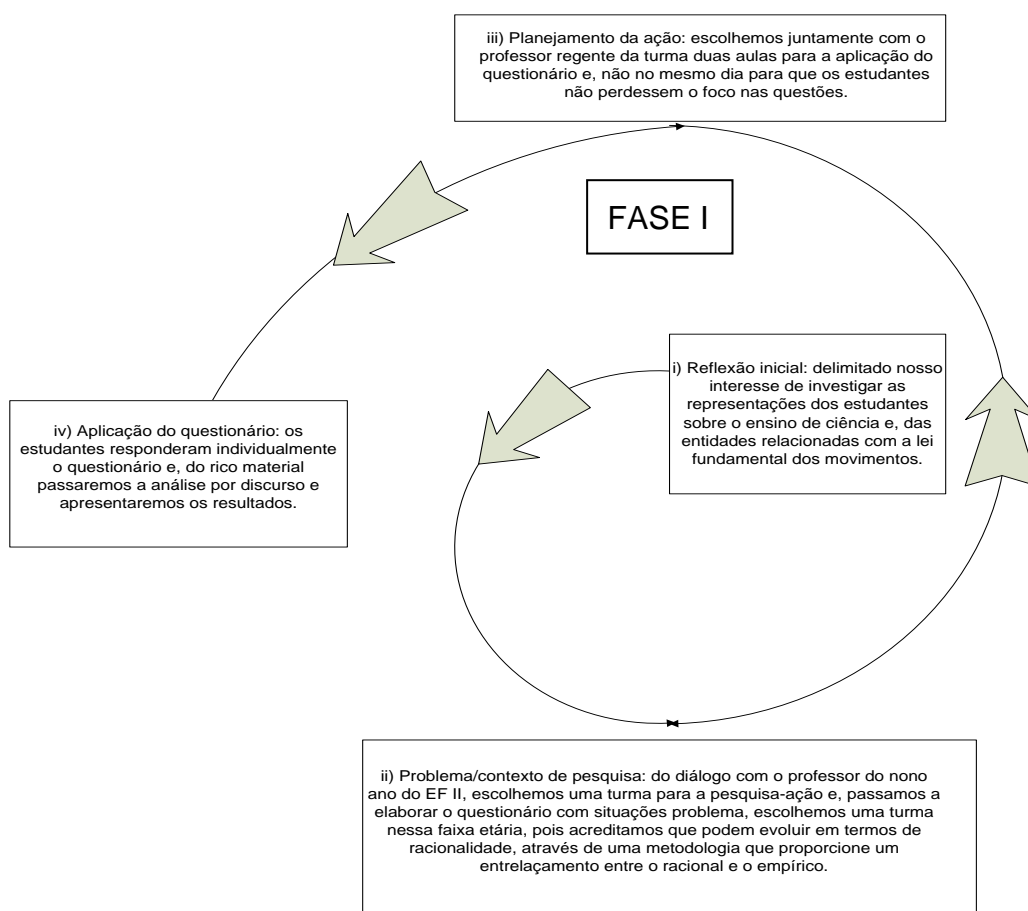 iii) Planejamento da ação: escolhemos juntamente com o
professor regente da turma duas aulas para a aplicação do
questionário e, não no mesmo dia para que os estudantes
não perdessem o foco nas questões.
FASE I
i) Reflexão inicial: delimitado nosso
interesse de investigar as
representações dos estudantes
sobre o ensino de ciência e, das
entidades relacionadas com a lei
fundamental dos movimentos.
iv) Aplicação do questionário: os
estudantes responderam individualmente
o questionário e, do rico material
passaremos a análise por discurso e
apresentaremos os resultados.
ii) Problema/contexto de pesquisa: do diálogo com o professor do nono
ano do EF II, escolhemos uma turma para a pesquisa-ação e, passamos a
elaborar o questionário com situações problema, escolhemos uma turma
nessa faixa etária, pois acreditamos que podem evoluir em termos de
racionalidade, através de uma metodologia que proporcione um
entrelaçamento entre o racional e o empírico.